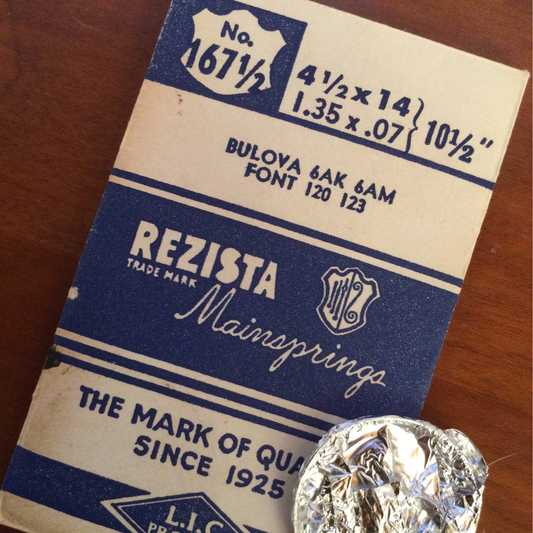 No.
167½
4½ x 14
1.35 x .07
} 10½"
BULOVA 6AK 6AM
FONT 120 123
REZISTA
TRADE MARK
Mainsprings
THE MARK OF QUA
SINCE 1925
L.I.C